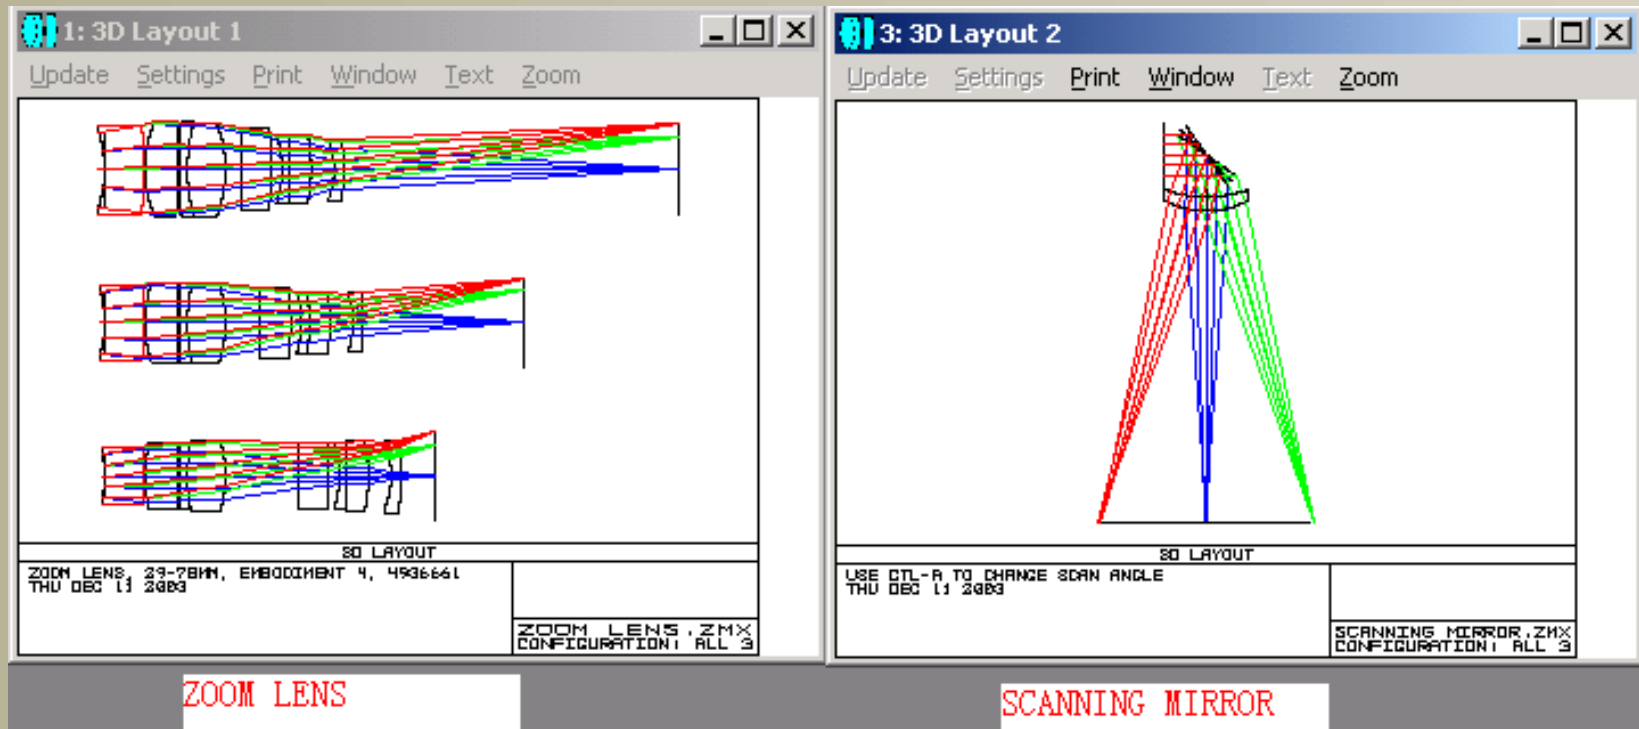 1: 3D Layout 1
Update Settings Print Window Text Zoom
3D LAYOUT
ZOOM LENS, 29-78MM, EMBODIMENT 4, 4936661
THU DEC 11 2003
ZOOM LENS.ZMX
CONFIGURATION: ALL 3
ZOOM LENS
3: 3D Layout 2
Update Settings Print Window Text Zoom
3D LAYOUT
USE CTL-A TO CHANGE SCAN ANGLE
THU DEC 11 2003
SCANNING MIRROR.ZMX
CONFIGURATION: ALL 3
SCANNING MIRROR